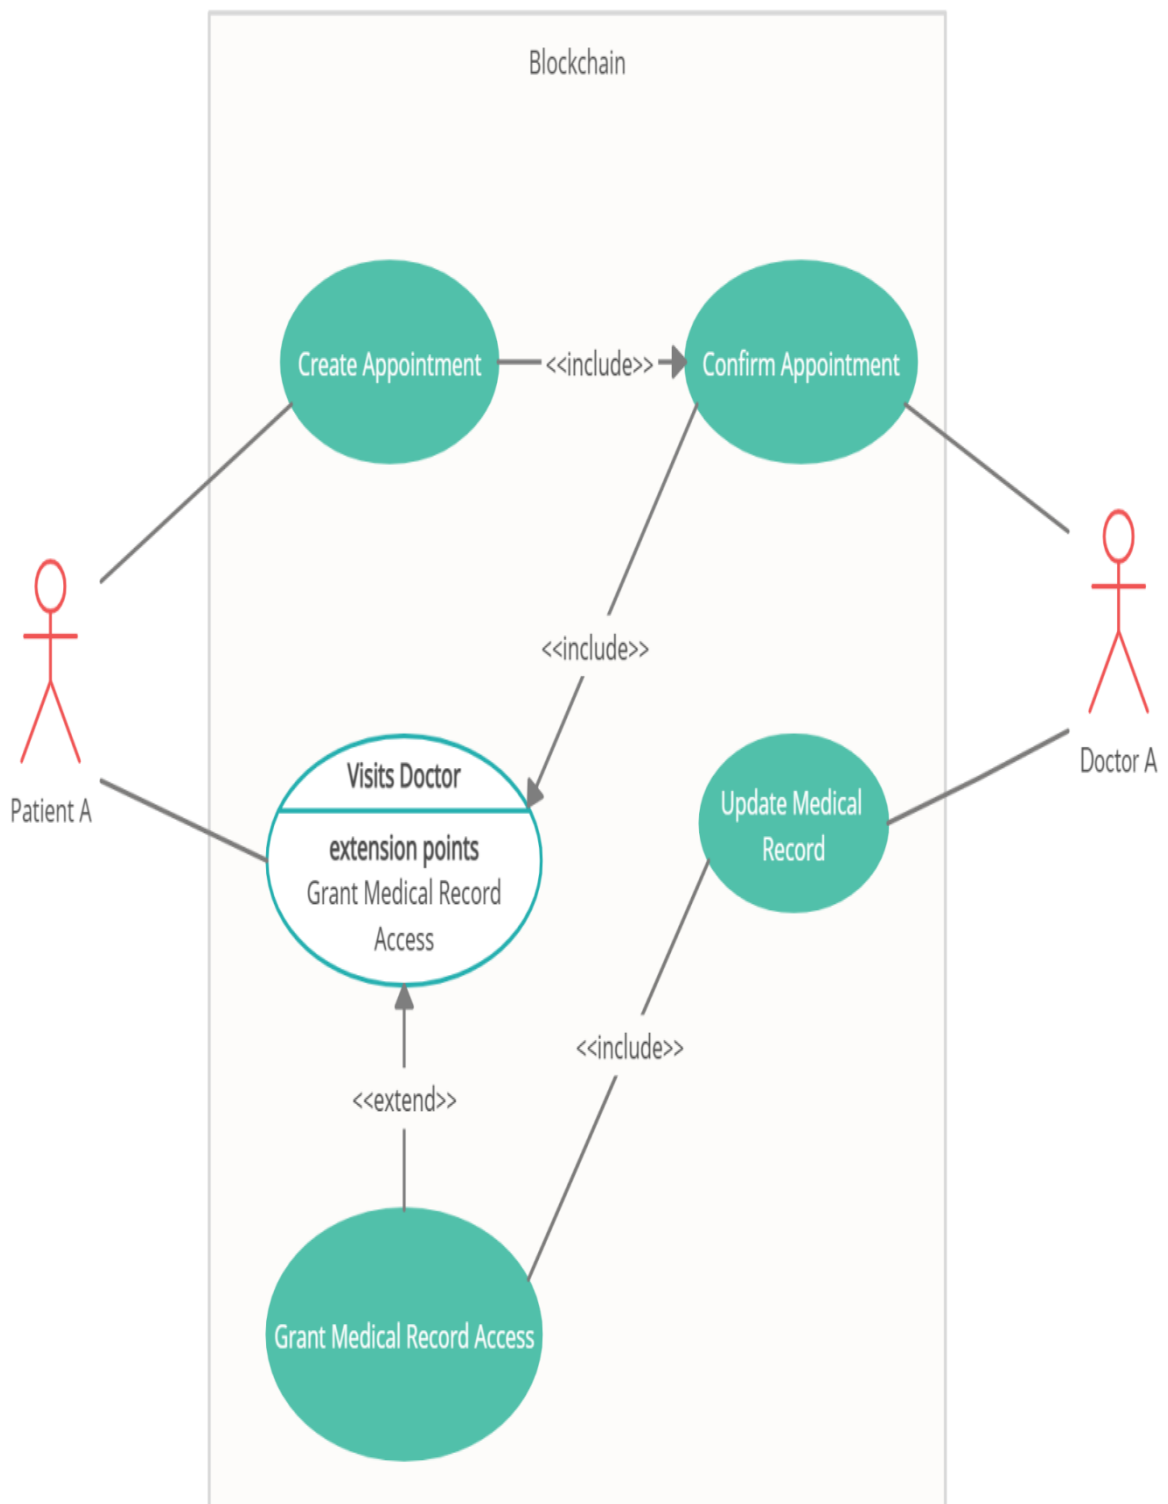 Blockchain
Create Appointment
<<include>>
Confirm Appointment
<<include>>
Patient A
Doctor A
Visits Doctor
extension points
Grant Medical Record
Access
Update Medical
Record
<<include>>
<<extend>>
Grant Medical Record Access